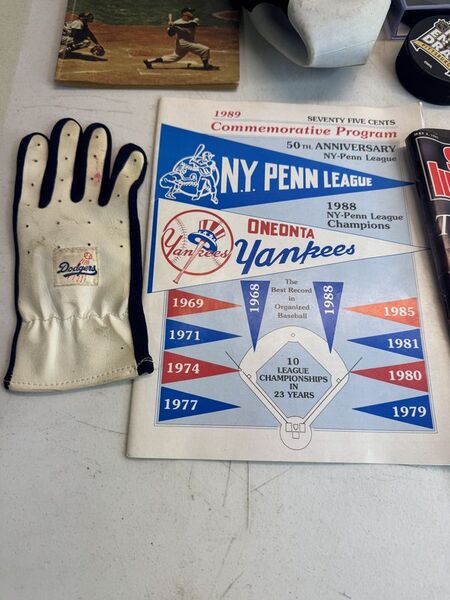 1989
SEVENTY FIVE CENTS
Commemorative Program
50TH ANNIVERSARY
NY-Penn League
N.Y. PENN LEAGUE
1988
NY-Penn League
Champions
Yankees
ONEONTA
Yankees
The
Best Record
in
Organized
Baseball
1968
1988
1969
1985
1971
1981
1974
1980
1977
1979
10
LEAGUE
CHAMPIONSHIPS
IN
23 YEARS
Dodgers